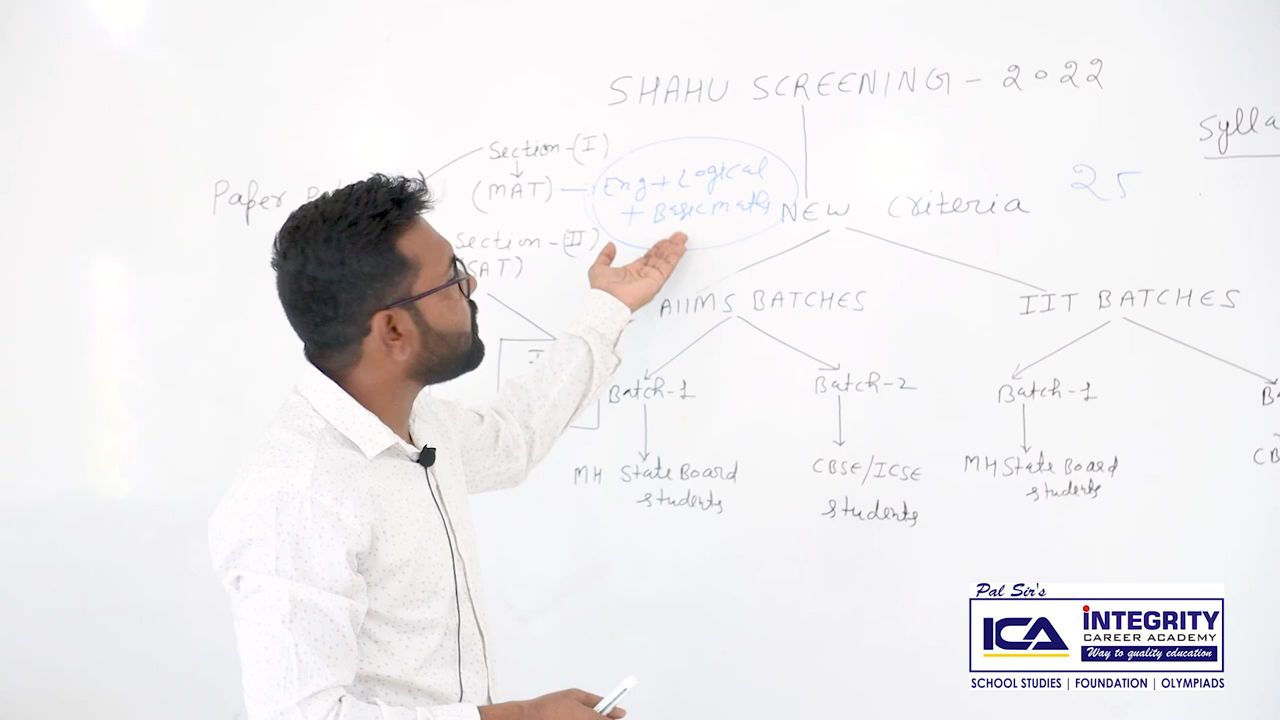 SHAHU SCREENING - 2022
Sylla
Section-(I)
Paper
(MAT)
Eng + Logical
+ Basic maths
25
NEW Criteria
Section-(II)
SAT)
AIIMS BATCHES
IIT BATCHES
I
Batch-1
Batch-2
Batch-1
MH State Board
students
CBSE/ICSE
students
MH State Board
students
CB
Pal Sir's
ICA
INTEGRITY
CAREER ACADEMY
Way to quality education
SCHOOL STUDIES | FOUNDATION | OLYMPIADS